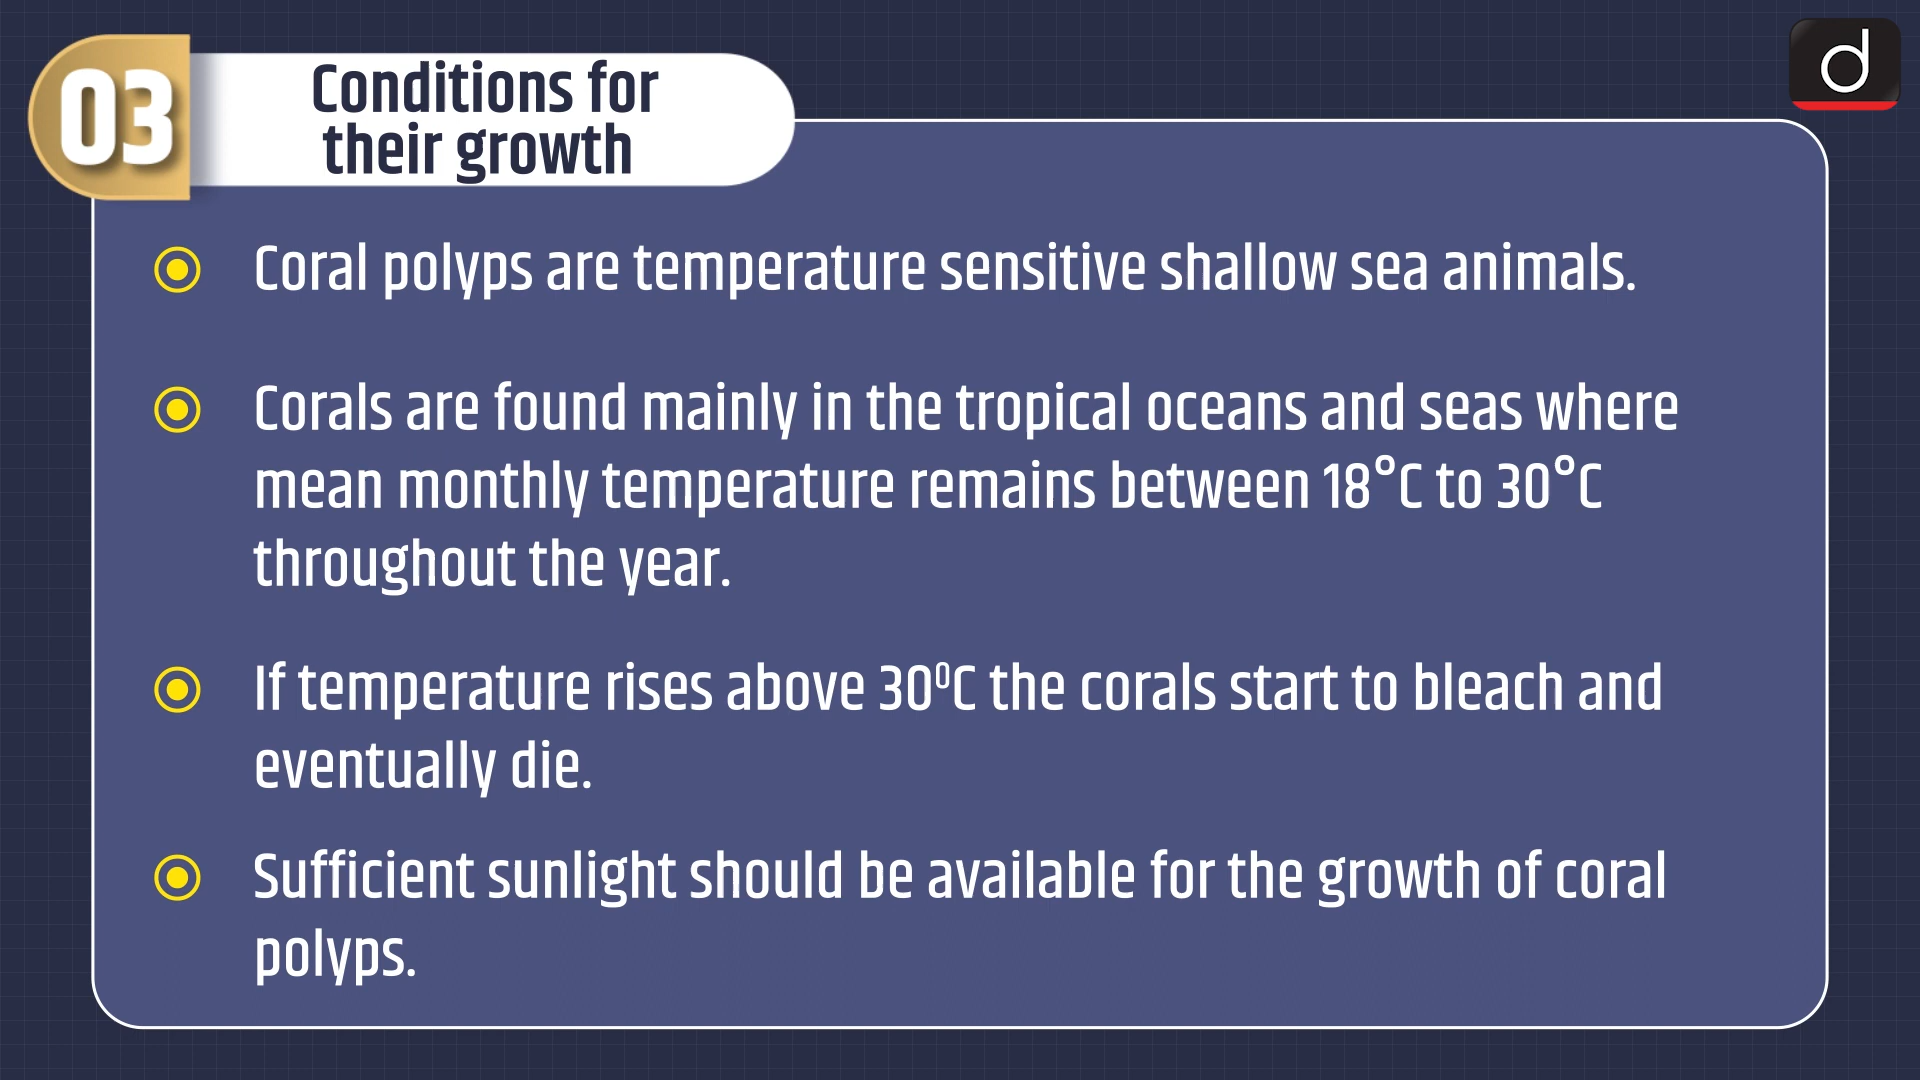 03
Conditions for
their growth
d
Coral polyps are temperature sensitive shallow sea animals.
Corals are found mainly in the tropical oceans and seas where
mean monthly temperature remains between 18°C to 30°C
throughout the year.
If temperature rises above 30⁰C the corals start to bleach and
eventually die.
Sufficient sunlight should be available for the growth of coral
polyps.